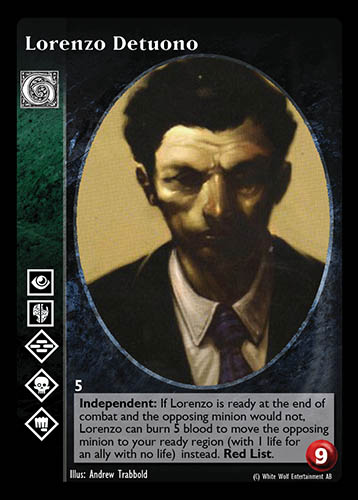 Lorenzo Detuono
5
Independent: If Lorenzo is ready at the end of
combat and the opposing minion would not,
Lorenzo can burn 5 blood to move the opposing
minion to your ready region (with 1 life for
an ally with no life) instead. Red List.
9
Illus: Andrew Trabbold
(C) White Wolf Entertainment AB